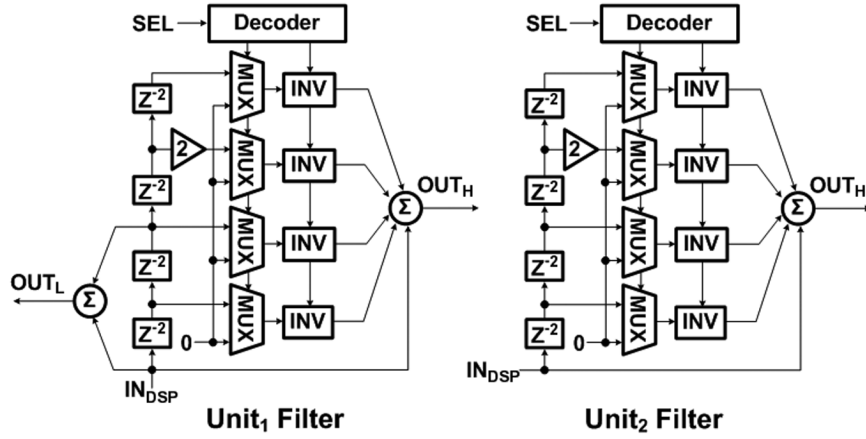 SEL
Decoder
MUX
INV
Z-2
2
MUX
INV
Z-2
OUTH
Σ
MUX
INV
Z-2
OUTL
Σ
MUX
INV
Z-2
0
INDSP
Unit1 Filter
SEL
Decoder
MUX
INV
Z-2
2
MUX
INV
Z-2
OUTH
Σ
MUX
INV
Z-2
MUX
INV
Z-2
0
INDSP
Unit2 Filter